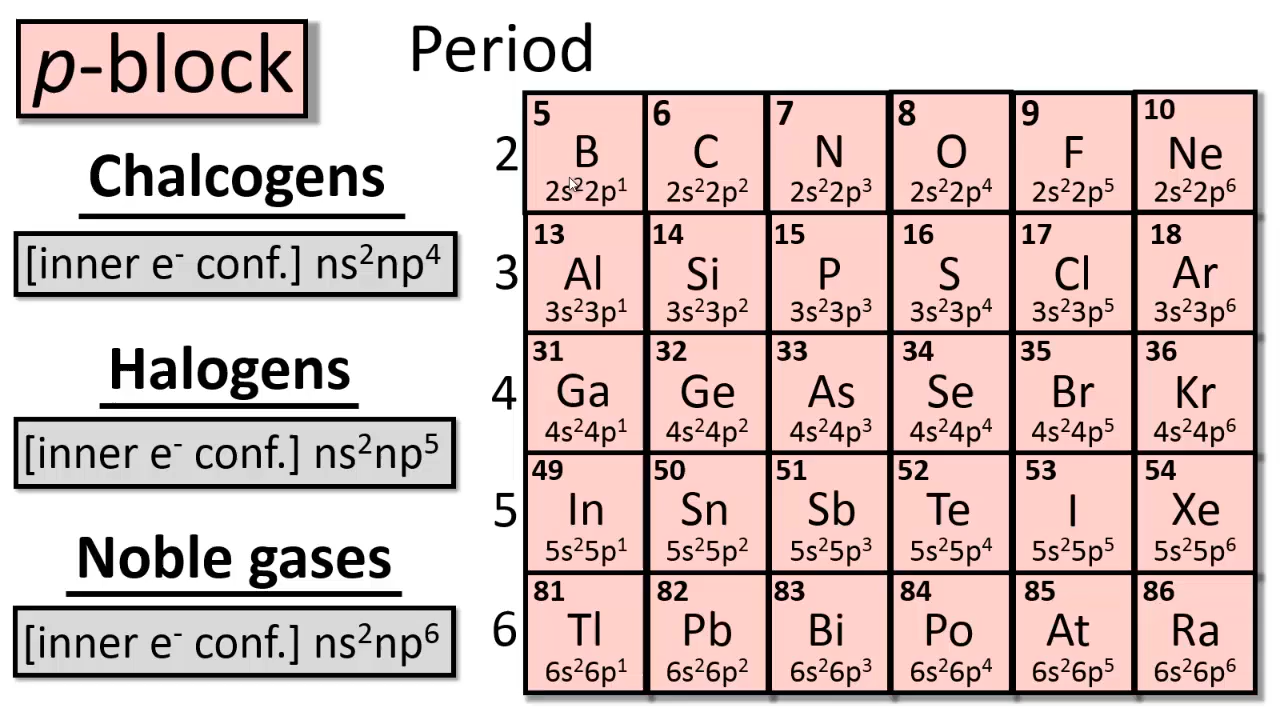 p-block
Period
Chalcogens
[inner e⁻ conf.] ns²np⁴
Halogens
[inner e⁻ conf.] ns²np⁵
Noble gases
[inner e⁻ conf.] ns²np⁶
5 6 7 8 9 10
2 B C N O F Ne
2s²2p¹ 2s²2p² 2s²2p³ 2s²2p⁴ 2s²2p⁵ 2s²2p⁶
13 14 15 16 17 18
3 Al Si P S Cl Ar
3s²3p¹ 3s²3p² 3s²3p³ 3s²3p⁴ 3s²3p⁵ 3s²3p⁶
31 32 33 34 35 36
4 Ga Ge As Se Br Kr
4s²4p¹ 4s²4p² 4s²4p³ 4s²4p⁴ 4s²4p⁵ 4s²4p⁶
49 50 51 52 53 54
5 In Sn Sb Te I Xe
5s²5p¹ 5s²5p² 5s²5p³ 5s²5p⁴ 5s²5p⁵ 5s²5p⁶
81 82 83 84 85 86
6 Tl Pb Bi Po At Ra
6s²6p¹ 6s²6p² 6s²6p³ 6s²6p⁴ 6s²6p⁵ 6s²6p⁶